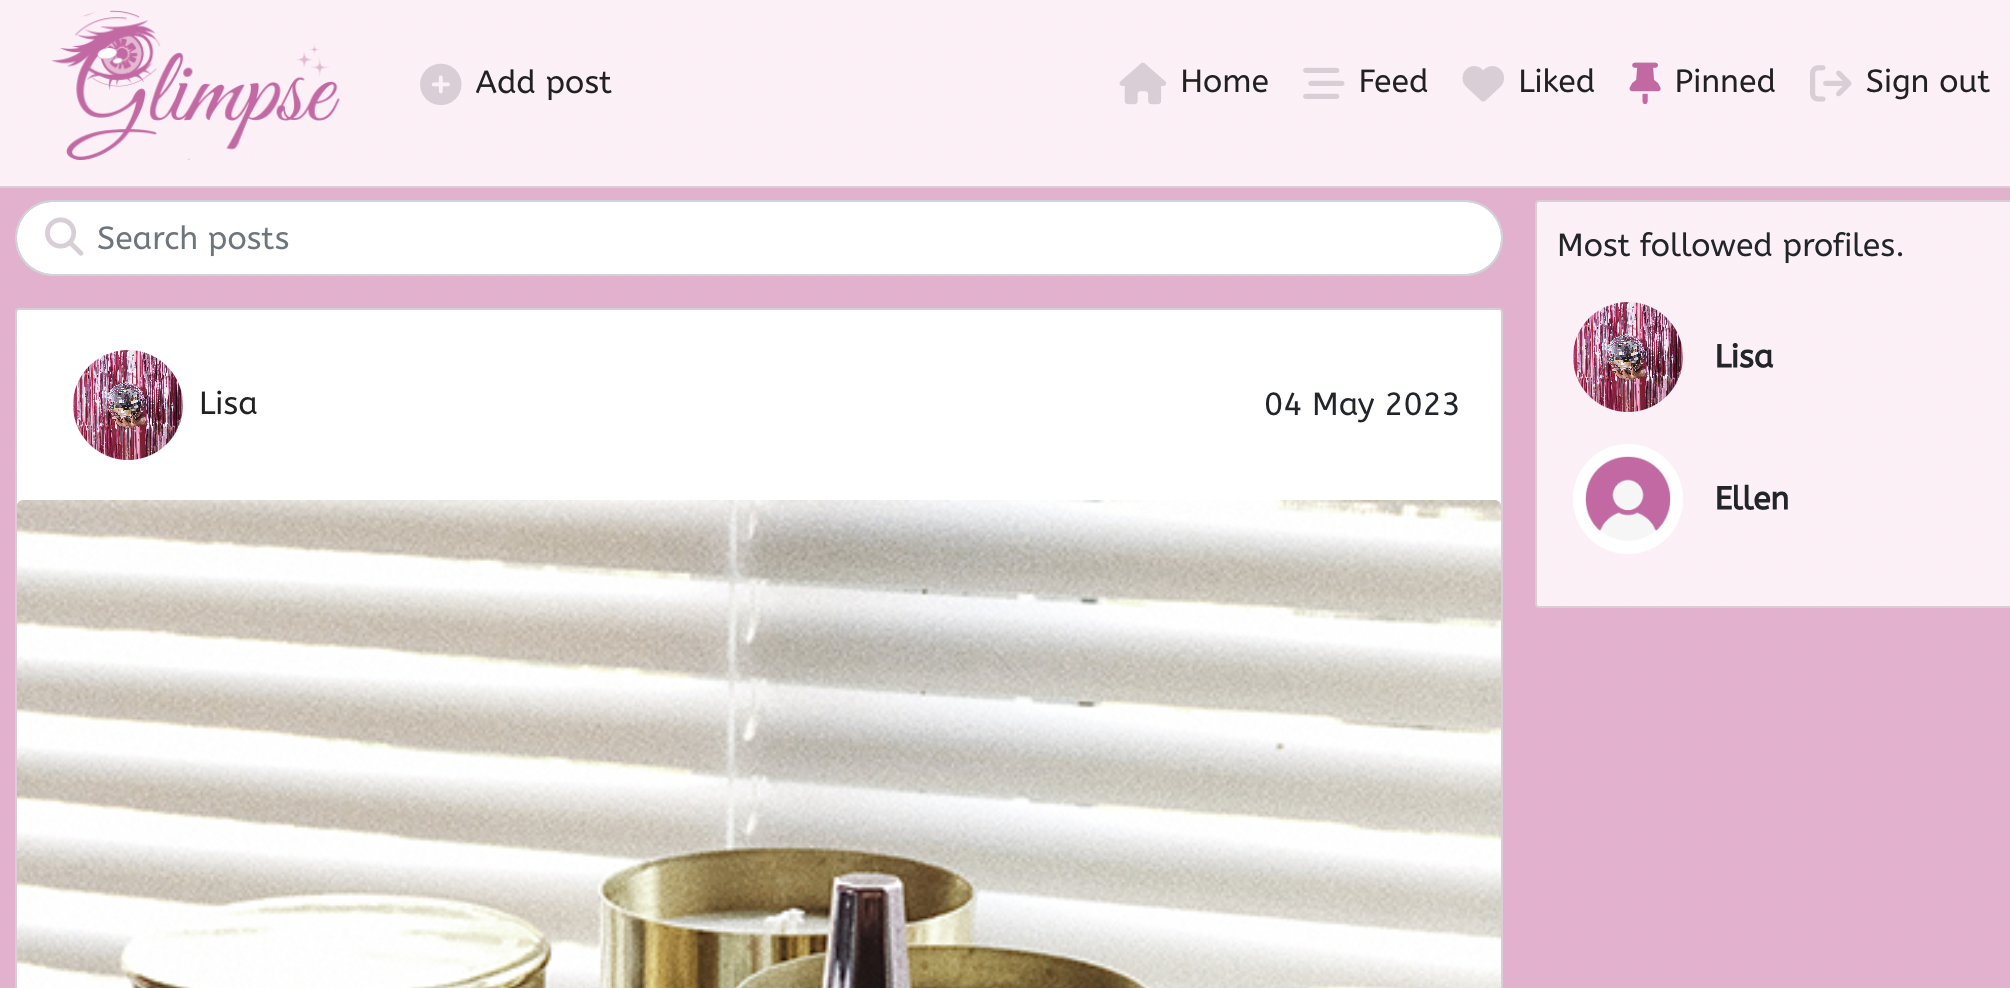 Glimpse
Add post
Home
Feed
Liked
Pinned
Sign out
Search posts
Most followed profiles.
Lisa
04 May 2023
Lisa
Ellen